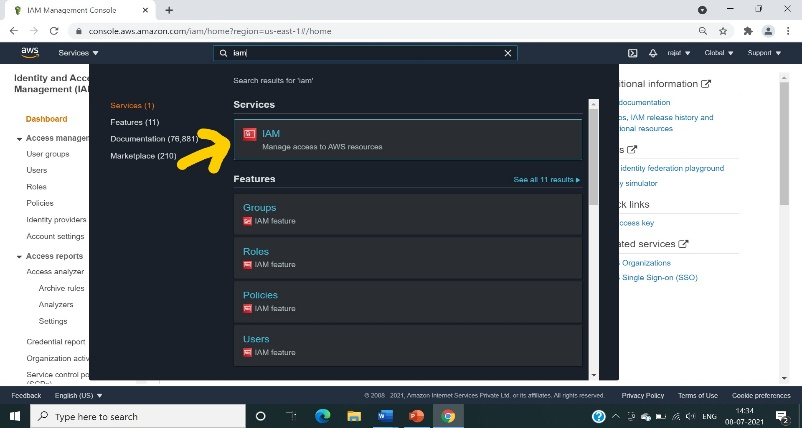 IAM Management Console
console.aws.amazon.com/iam/home?region=us-east-1#/home
aws
Services
iam
rajat
Global
Support
Identity and Acc
Management (IA
Dashboard
Access manager
User groups
Users
Roles
Policies
Identity providers
Account settings
Access reports
Access analyzer
Archive rules
Analyzers
Settings
Credential report
Organization activ
Service control po
Search results for 'iam'
Services (1)
Features (11)
Documentation (76,881)
Marketplace (210)
Services
IAM
Manage access to AWS resources
Features
See all 11 results
Groups
IAM feature
Roles
IAM feature
Policies
IAM feature
Users
IAM feature
itional information
documentation
os, IAM release history and
ional resources
s
identity federation playground
y simulator
ck links
access key
ated services
Organizations
Single Sign-on (SSO)
Feedback
English (US)
© 2008 2021, Amazon Internet Services Private Ltd. or its affiliates. All rights reserved.
Privacy Policy
Terms of Use
Cookie preferences
Type here to search
ENG
14:34
08-07-2021
2